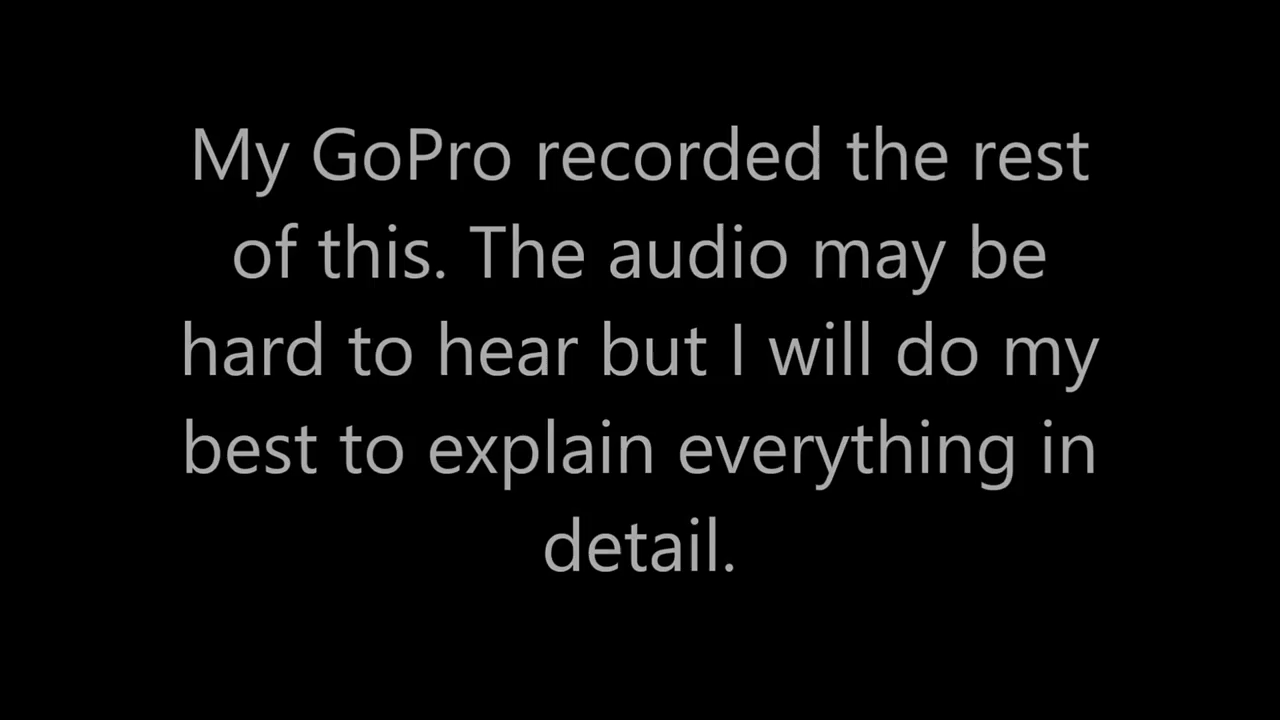 My GoPro recorded the rest
of this. The audio may be
hard to hear but I will do my
best to explain everything in
detail.